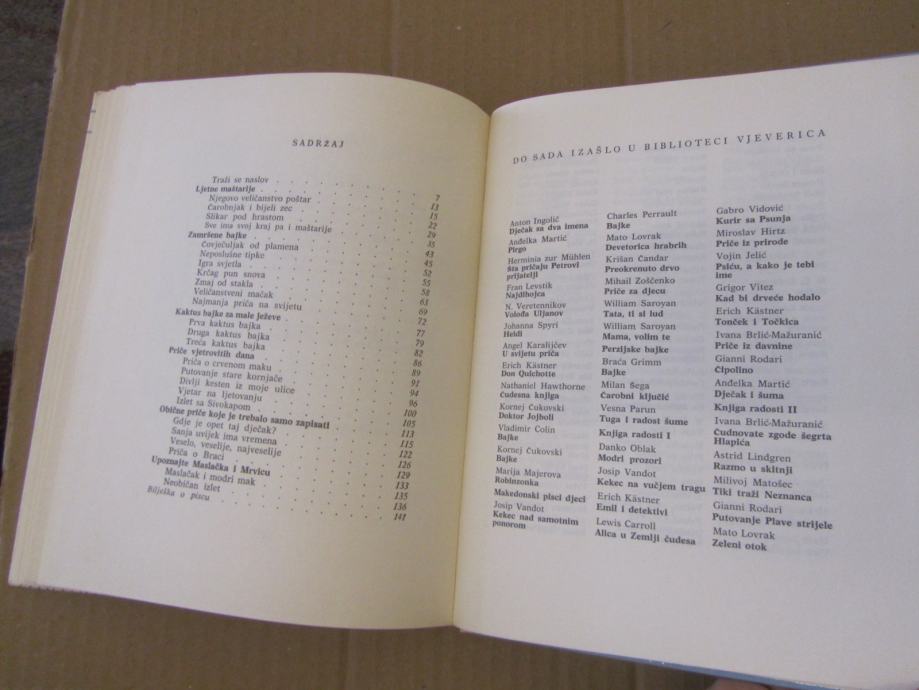 SADRŽAJ
Traži se naslov . . . 7
Ljetne maštarije . . . 13
Njegovo veličanstvo poštar . . . 15
Čarobnjak i bijeli zec . . . 22
Slikar pod hrastom . . . 29
Sve ima svoj kraj pa i maštarije . . . 35
Zamršene bajke . . . 43
Čovječuljak od plamena . . . 45
Neposlušne tipke . . . 52
Igra svjetla . . . 55
Krčag pun snova . . . 58
Zmaj od stakla . . . 63
Veličanstveni mačak . . . 69
Najmanja priča na svijetu . . . 72
Kaktus bajke za male ježeve . . . 77
Prva kaktus bajka . . . 79
Druga kaktus bajka . . . 82
Treća kaktus bajka . . . 86
Priče vjetrovitih dana . . . 89
Priča o crvenom maku . . . 91
Putovanje stare kornjače . . . 94
Divlji kesten iz moje ulice . . . 96
Vjetar na ljetovanju . . . 100
Izlet sa Sivokapom . . . 105
Obične priče koje je trebalo samo zapisati . . . 113
Gdje je opet taj dječak? . . . 115
Sanja uvijek ima vremena . . . 122
Veselo, veselije, najveselije . . . 126
Priča o Braci . . . 129
Upoznajte Maslačka i Mrvicu . . . 133
Maslačak i modri mak . . . 135
Neobičan izlet . . . 136
Bilješka o piscu . . . 141
DO SADA IZAŠLO U BIBLIOTECI VJEVERICA
Anton Ingolič
Dječak sa dva imena
Anđelka Martić
Pirgo
Herminia zur Mühlen
Šta pričaju Petrovi
prijatelji
Fran Levstik
Najdihojca
N. Veretennikov
Volođa Uljanov
Johanna Spyri
Heidi
Angel Karalijčev
U svijetu priča
Erich Kästner
Don Quichotte
Nathaniel Hawthorne
Čudesna knjiga
Kornej Čukovski
Doktor Jojboli
Vladimir Colin
Bajke
Kornej Čukovski
Bajke
Marija Majerova
Robinzonka
Makedonski pisci djeci
Josip Vandot
Kekec nad samotnim
ponorom
Charles Perrault
Bajke
Mato Lovrak
Devetorica hrabrih
Krišan Čandar
Preokrenuto drvo
Mihail Zoščenko
Priče za djecu
William Saroyan
Tata, ti si lud
William Saroyan
Mama, volim te
Perzijske bajke
Braća Grimm
Bajke
Milan Šega
Čarobni ključić
Vesna Parun
Tuga i radost šume
Knjiga radosti I
Danko Oblak
Modri prozori
Josip Vandot
Kekec na vučjem tragu
Erich Kästner
Emil i detektivi
Lewis Carroll
Alica u Zemlji čudesa
Gabro Vidović
Kurir sa Psunja
Miroslav Hirtz
Priče iz prirode
Vojin Jelić
Psiću, a kako je tebi
ime
Grigor Vitez
Kad bi drveće hodalo
Erich Kästner
Tonček i Točkica
Ivana Brlić-Mažuranić
Priče iz davnine
Gianni Rodari
Čipolino
Anđelka Martić
Dječak i šuma
Knjiga radosti II
Ivana Brlić-Mažuranić
Čudnovate zgode šegrta
Hlapića
Astrid Lindgren
Razmo u skitnji
Milivoj Matošec
Tiki traži Neznanca
Gianni Rodari
Putovanje Plave strijele
Mato Lovrak
Zeleni otok